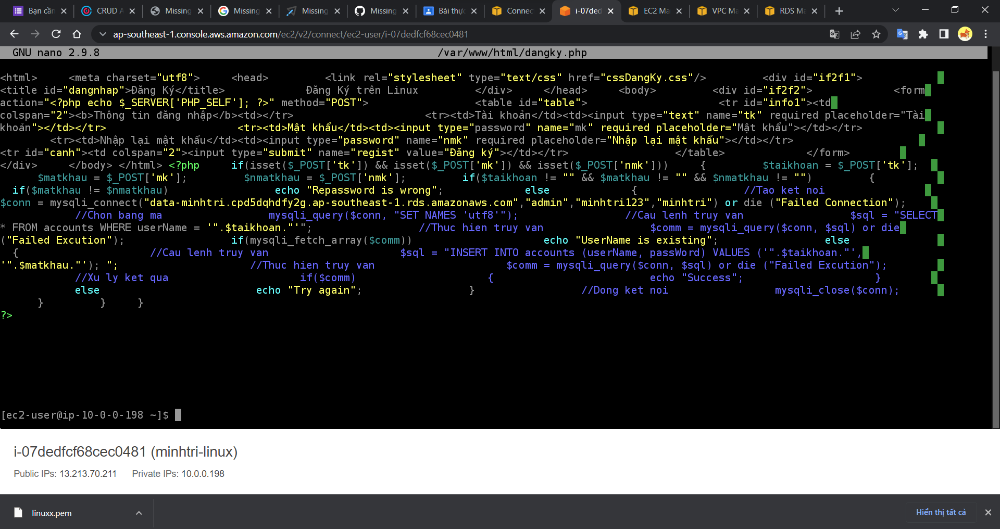 Bạn cần
CRUD A
Missing
Missing
Missing
Missing
Bài thực
Connec
i-07ded
EC2 Ma
VPC Ma
RDS Ma
ap-southeast-1.console.aws.amazon.com/ec2/v2/connect/ec2-user/i-07dedfcf68cec0481
GNU nano 2.9.8 /var/www/html/dangky.php
<html> <meta charset="utf8"> <head> <link rel="stylesheet" type="text/css" href="cssDangKy.css"/> <div id="if2f1">
<title id="dangnhap">Đăng Ký</title> Đăng Ký trên Linux </div> </head> <body> <div id="if2f2"> <form
action="<?php echo $_SERVER['PHP_SELF']; ?>" method="POST"> <table id="table"> <tr id="info1"><td
colspan="2"><b>Thông tin đăng nhập</b><td></tr> <tr><td>Tài khoản</td><td><input type="text" name="tk" required placeholder="Tài
khoản"></td></tr> <tr><td>Mật khẩu</td><td><input type="password" name="mk" required placeholder="Mật khẩu"></td></tr>
<tr><td>Nhập lại mật khẩu</td><td><input type="password" name="nmk" required placeholder="Nhập lại mật khẩu"></td></tr>
<tr id="canh"><td colspan="2"><input type="submit" name="regist" value="Đăng ký"></td></tr> </table> </form>
</div> </body> </html> <?php if(isset($_POST['tk']) && isset($_POST['mk']) && isset($_POST['nmk'])) { $taikhoan = $_POST['tk'];
$matkhau = $_POST['mk']; $nmatkhau = $_POST['nmk']; if($taikhoan != "" && $matkhau != "" && $nmatkhau != "") {
if($matkhau != $nmatkhau) echo "Repassword is wrong"; else { //Tao ket noi
$conn = mysqli_connect("data-minhtri.cpd5dqhdfy2g.ap-southeast-1.rds.amazonaws.com","admin","minhtri123","minhtri") or die ("Failed Connection");
//Chon bang ma mysqli_query($conn, "SET NAMES 'utf8'"); //Cau lenh truy van $sql = "SELECT
* FROM accounts WHERE userName = '".$taikhoan."'"; //Thuc hien truy van $comm = mysqli_query($conn, $sql) or die
("Failed Excution"); if(mysqli_fetch_array($comm)) echo "UserName is existing"; else
{ //Cau lenh truy van $sql = "INSERT INTO accounts (userName, passWord) VALUES ('".$taikhoan."',
'".$matkhau."'); "; //Thuc hien truy van $comm = mysqli_query($conn, $sql) or die ("Failed Excution");
//Xu ly ket qua if($comm) { echo "Success"; }
else echo "Try again"; } //Dong ket noi mysqli_close($conn);
} } }
?>
[ec2-user@ip-10-0-0-198 ~]$
i-07dedfcf68cec0481 (minhtri-linux)
Public IPs: 13.213.70.211 Private IPs: 10.0.0.198
linuxx.pem
Hiển thị tất cả